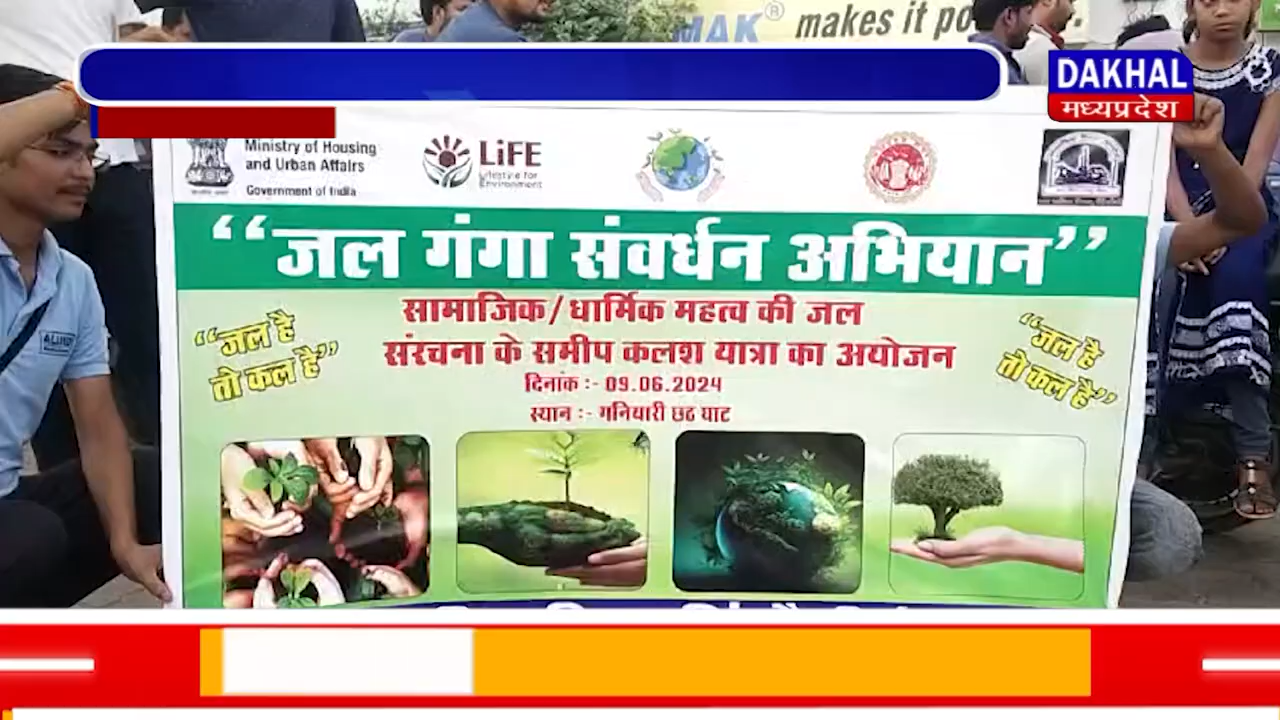 MAK® makes it po
DAKHAL
मध्यप्रदेश
Ministry of Housing
and Urban Affairs
Government of India
LiFE
Lifestyle for
Environment
“जल गंगा संवर्धन अभियान”
सामाजिक/धार्मिक महत्व की जल
संरचना के समीप कलश यात्रा का अयोजन
दिनांक :- 09.06.2024
स्थान :- गनियारी छठ घाट
“जल है
तो कल है”
“जल है
तो कल है”